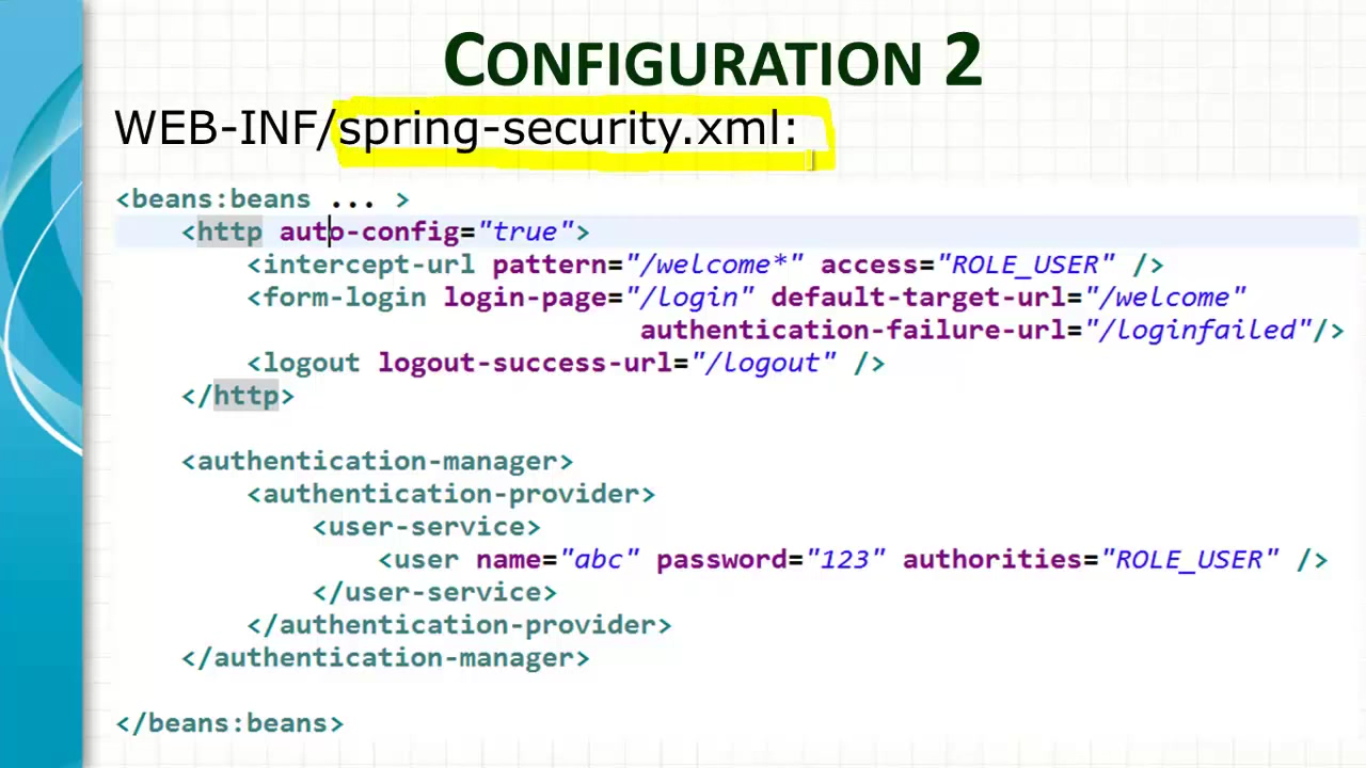 CONFIGURATION 2
WEB-INF/spring-security.xml:
<beans:beans ... >
<http auto-config="true">
<intercept-url pattern="/welcome*" access="ROLE_USER" />
<form-login login-page="/login" default-target-url="/welcome"
authentication-failure-url="/loginfailed"/>
<logout logout-success-url="/logout" />
</http>
<authentication-manager>
<authentication-provider>
<user-service>
<user name="abc" password="123" authorities="ROLE_USER" />
</user-service>
</authentication-provider>
</authentication-manager>
</beans:beans>